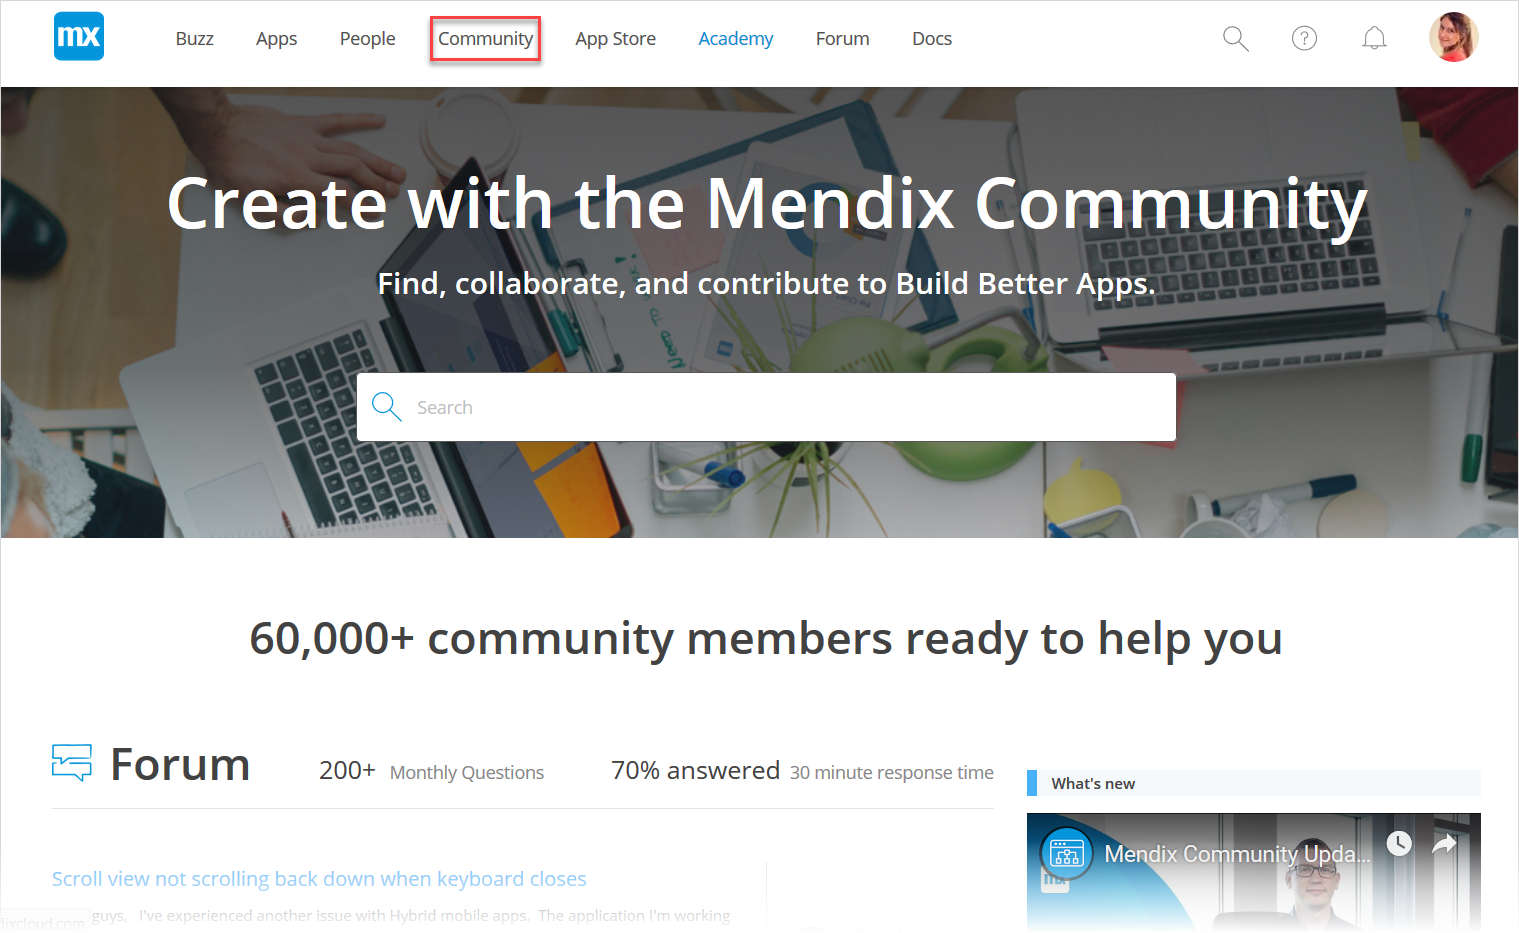 mx
Buzz Apps People Community App Store Academy Forum Docs
Create with the Mendix Community
Find, collaborate, and contribute to Build Better Apps.
Search
60,000+ community members ready to help you
Forum 200+ Monthly Questions 70% answered 30 minute response time
What's new
Mendix Community Upda...
mx
Scroll view not scrolling back down when keyboard closes
guys, I've experienced another issue with Hybrid mobile apps. The application I'm working
dixcloud.com